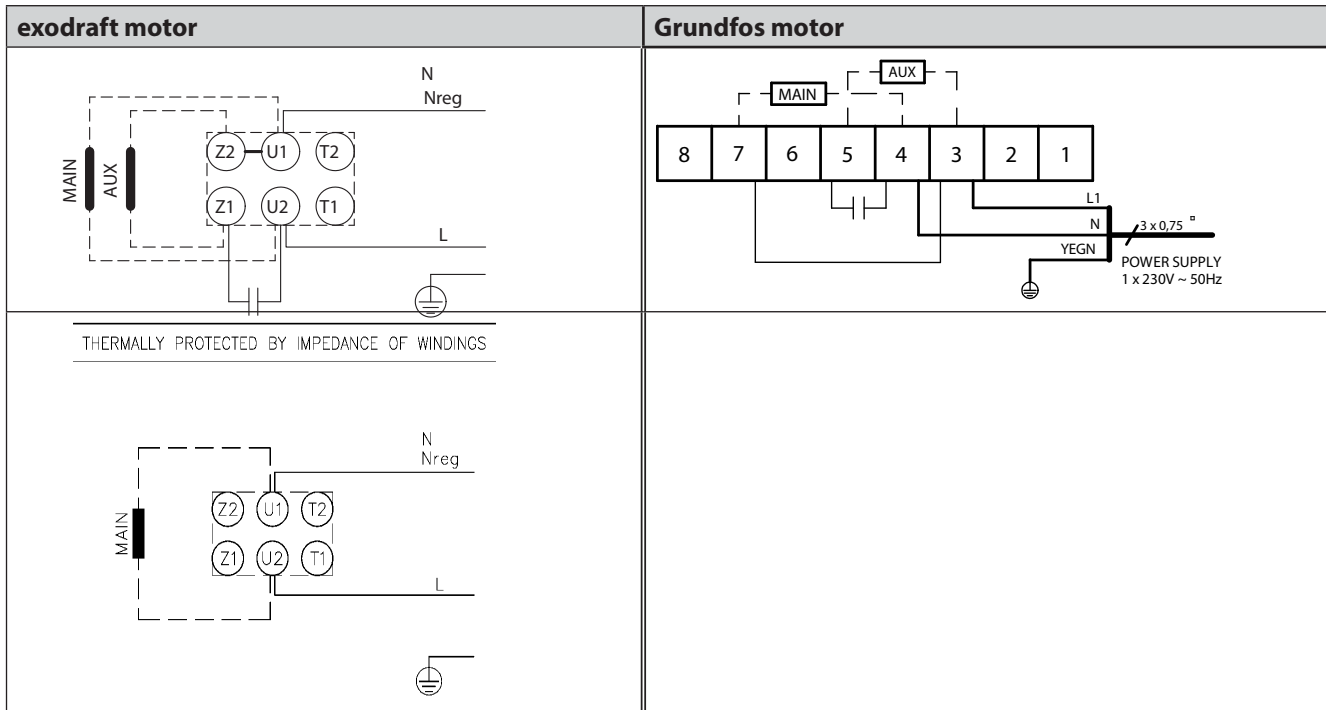 exodraft motor
Grundfos motor
N
Nreg
MAIN
AUX
Z2
U1
T2
Z1
U2
T1
L
AUX
MAIN
8 7 6 5 4 3 2 1
L1
N
YEGN
3 x 0,75 □
POWER SUPPLY
1 x 230V ~ 50Hz
THERMALLY PROTECTED BY IMPEDANCE OF WINDINGS
N
Nreg
MAIN
Z2
U1
T2
Z1
U2
T1
L